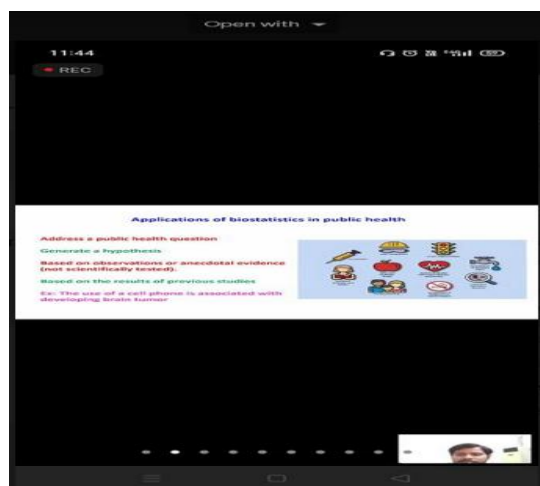 Open with
11:44
REC
Applications of biostatistics in public health
Address a public health question
Generate a hypothesis
Based on observations or anecdotal evidence
(not scientifically tested).
Based on the results of previous studies
Ex: The use of a cell phone is associated with
developing brain tumor